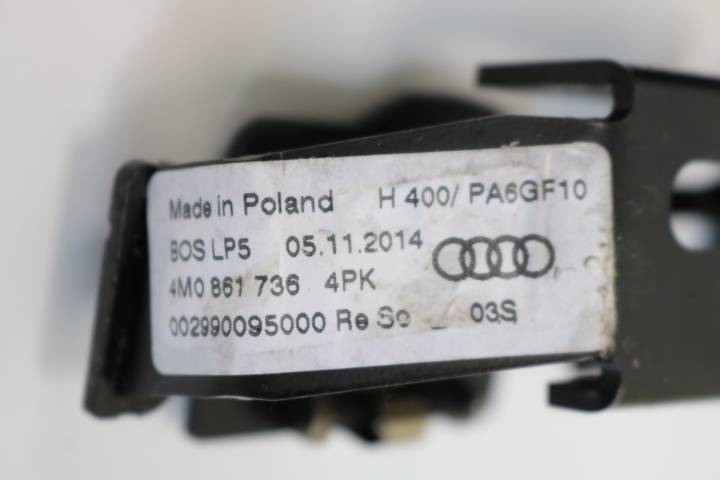 Made in Poland H 400/ PA6GF10
BOS LP5 05.11.2014
4M0 861 736 4PK
002990095000 Re So _ 03S